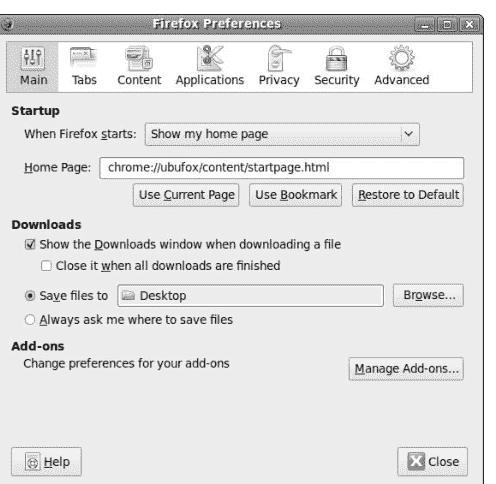 Firefox Preferences
Main Tabs Content Applications Privacy Security Advanced
Startup
When Firefox starts: Show my home page
Home Page: chrome://ubufox/content/startpage.html
Use Current Page Use Bookmark Restore to Default
Downloads
Show the Downloads window when downloading a file
Close it when all downloads are finished
Save files to Desktop Browse...
Always ask me where to save files
Add-ons
Change preferences for your add-ons
Manage Add-ons...
Help Close